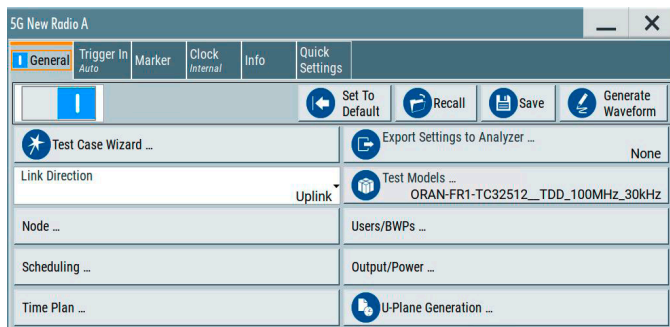 5G New Radio A
General
Trigger In
Auto
Marker
Clock
Internal
Info
Quick
Settings
Set To
Default
Recall
Save
Generate
Waveform
Test Case Wizard ...
Export Settings to Analyzer ...
None
Link Direction
Uplink
Test Models ...
ORAN-FR1-TC32512__TDD_100MHz_30kHz
Node ...
Users/BWPs ...
Scheduling ...
Output/Power ...
Time Plan ...
U-Plane Generation ...